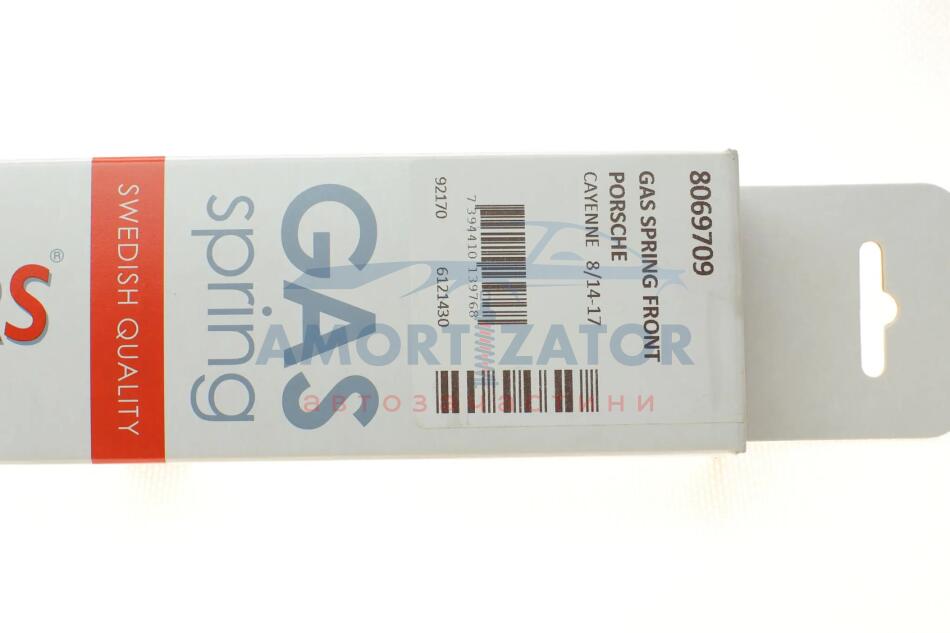 8069709
GAS SPRING FRONT
PORSCHE
CAYENNE 8/14-17
7 394410 139768
92170 6121430
GAS
spring
SWEDISH QUALITY
S®
AMORTIZATOR
автозапчастини